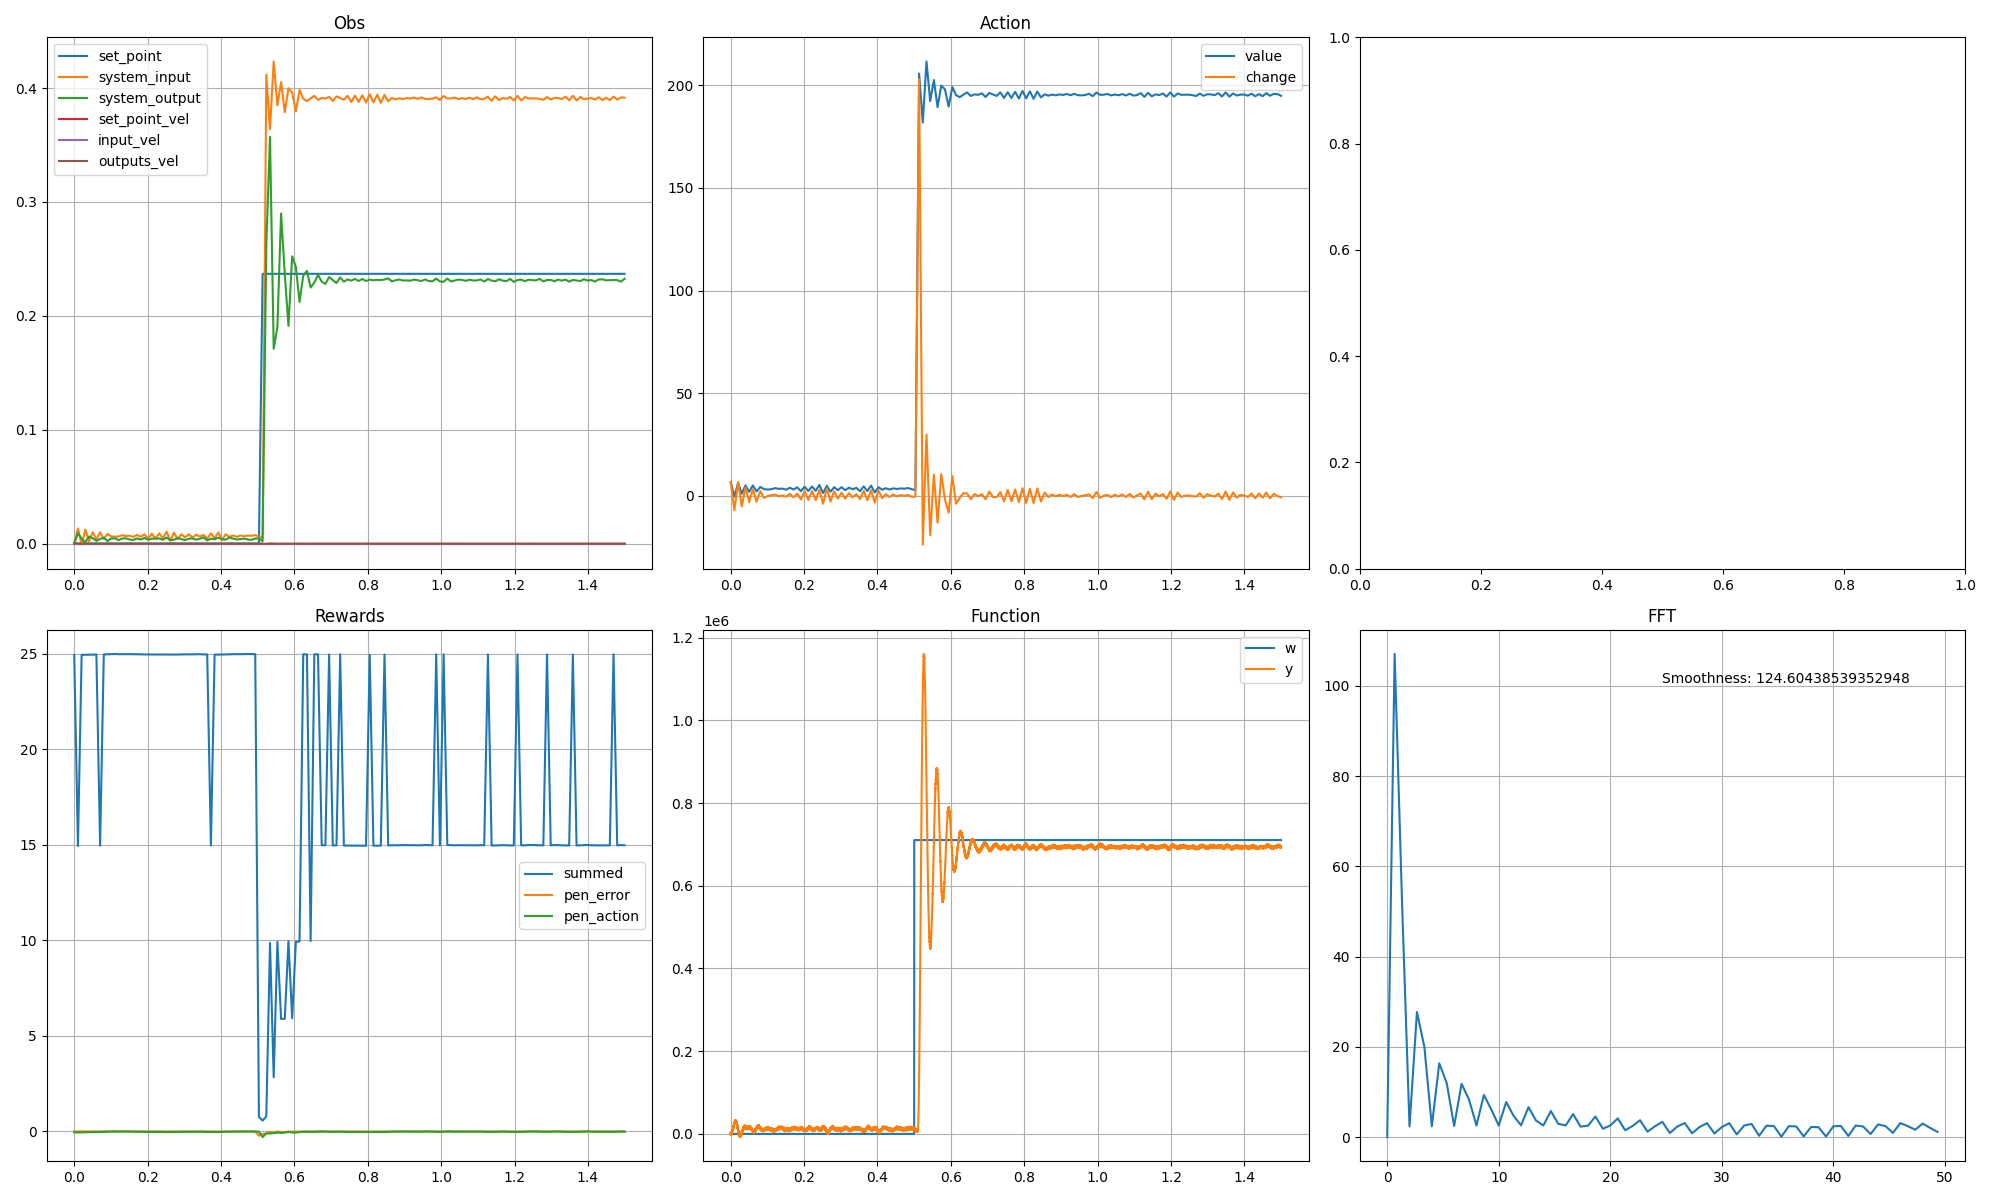 Obs
set_point
system_input
system_output
set_point_vel
input_vel
outputs_vel
0.4
0.3
0.2
0.1
0.0
0.0 0.2 0.4 0.6 0.8 1.0 1.2 1.4
Action
value
change
200
150
100
50
0
0.0 0.2 0.4 0.6 0.8 1.0 1.2 1.4
1.0
0.8
0.6
0.4
0.2
0.0
0.0 0.2 0.4 0.6 0.8 1.0
Rewards
25
20
15
10
5
0
summed
pen_error
pen_action
0.0 0.2 0.4 0.6 0.8 1.0 1.2 1.4
Function
1e6
w
y
1.2
1.0
0.8
0.6
0.4
0.2
0.0
0.0 0.2 0.4 0.6 0.8 1.0 1.2 1.4
FFT
Smoothness: 124.60438539352948
100
80
60
40
20
0
0 10 20 30 40 50